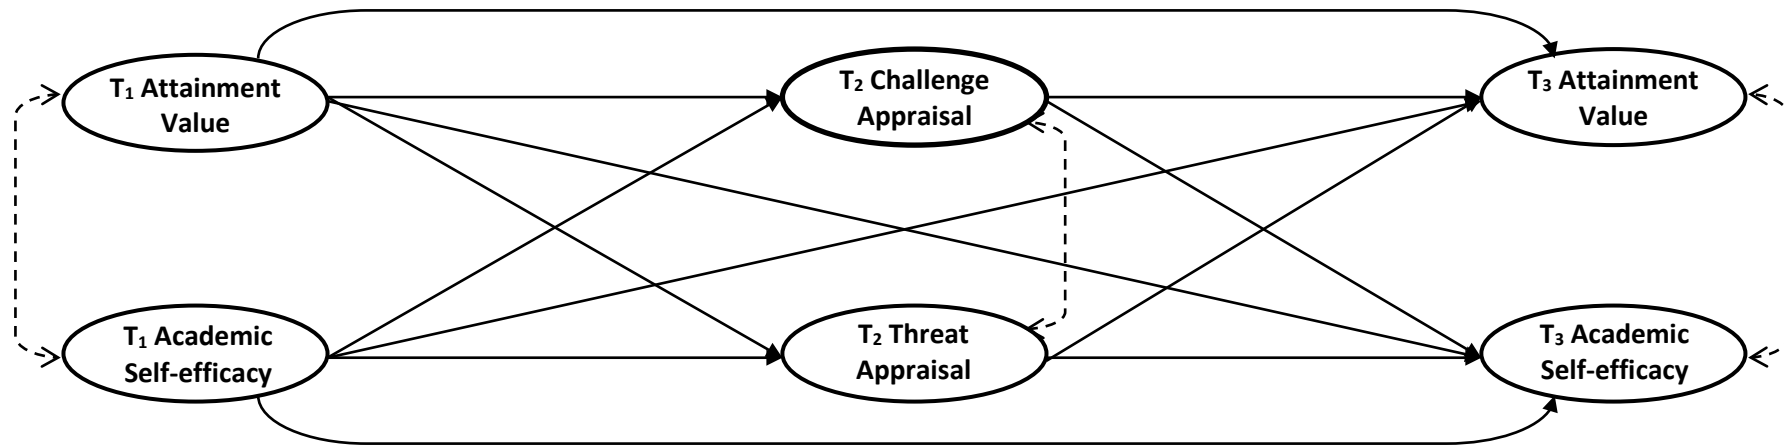 T₁ Attainment
Value
T₂ Challenge
Appraisal
T₃ Attainment
Value
T₁ Academic
Self-efficacy
T₂ Threat
Appraisal
T₃ Academic
Self-efficacy